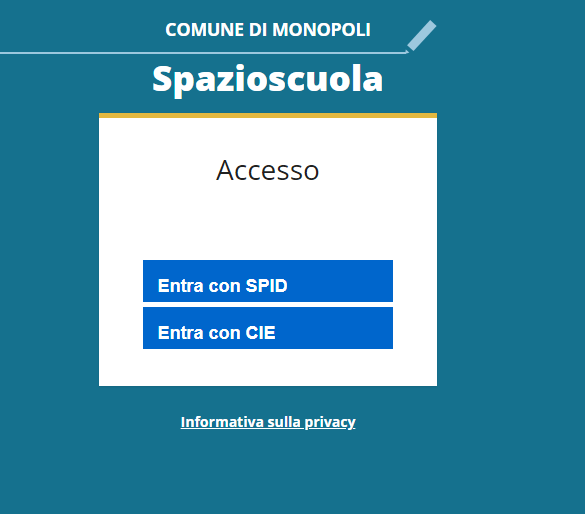 COMUNE DI MONOPOLI
Spazioscuola
Accesso
Entra con SPID
Entra con CIE
Informativa sulla privacy